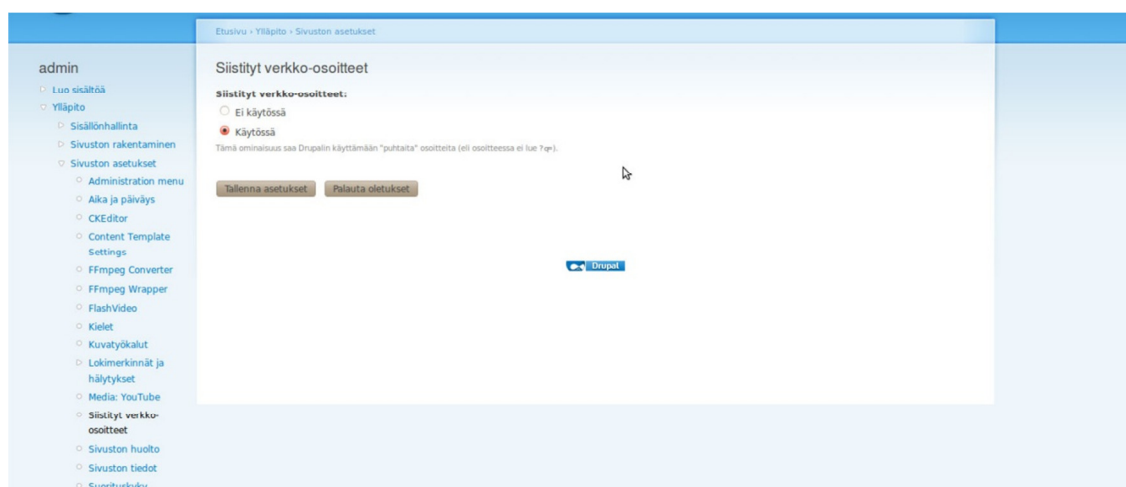 Etusivu › Ylläpito › Sivuston asetukset
admin
Luo sisältöä
Ylläpito
Sisällönhallinta
Sivuston rakentaminen
Sivuston asetukset
Administration menu
Aika ja päiväys
CKEditor
Content Template
Settings
FFmpeg Converter
FFmpeg Wrapper
FlashVideo
Kielet
Kuvatyökalut
Lokimerkinnät ja
hälytykset
Media: YouTube
Siistityt verkko-
osoitteet
Sivuston huolto
Sivuston tiedot
Suorituskyky
Siistityt verkko-osoitteet
Siistityt verkko-osoitteet:
Ei käytössä
Käytössä
Tämä ominaisuus saa Drupalin käyttämään "puhtaita" osoitteita (eli osoitteessa ei lue ?q=).
Tallenna asetukset
Palauta oletukset
Drupal